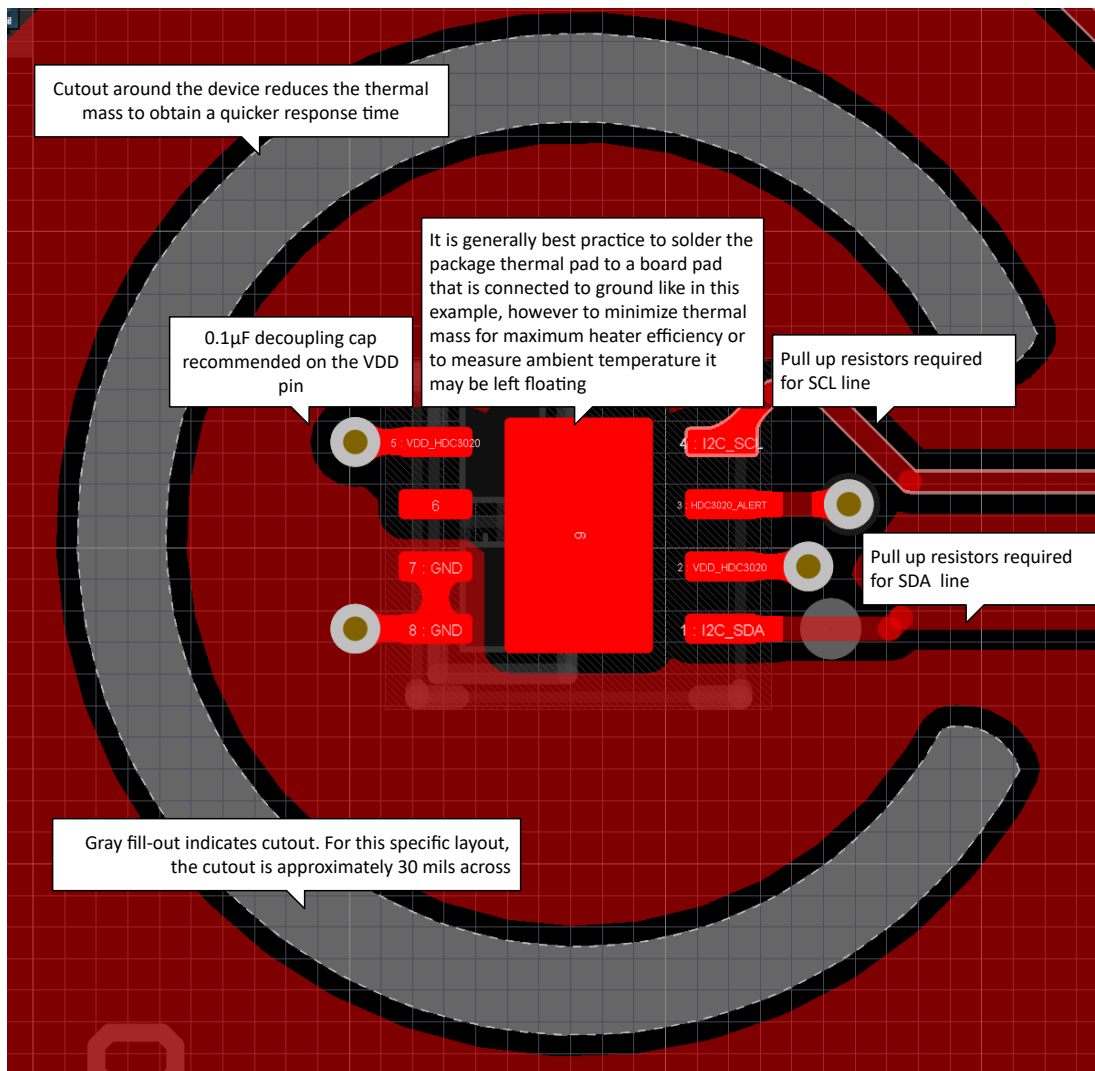 Cutout around the device reduces the thermal
mass to obtain a quicker response time
It is generally best practice to solder the
package thermal pad to a board pad
that is connected to ground like in this
example, however to minimize thermal
mass for maximum heater efficiency or
to measure ambient temperature it
may be left floating
0.1µF decoupling cap
recommended on the VDD
pin
Pull up resistors required
for SCL line
5 : VDD_HDC3020
4 : I2C_SCL
6
3 : HDC3020_ALERT
9
7 : GND
2 : VDD_HDC3020
Pull up resistors required
for SDA line
8 : GND
1 : I2C_SDA
Gray fill-out indicates cutout. For this specific layout,
the cutout is approximately 30 mils across